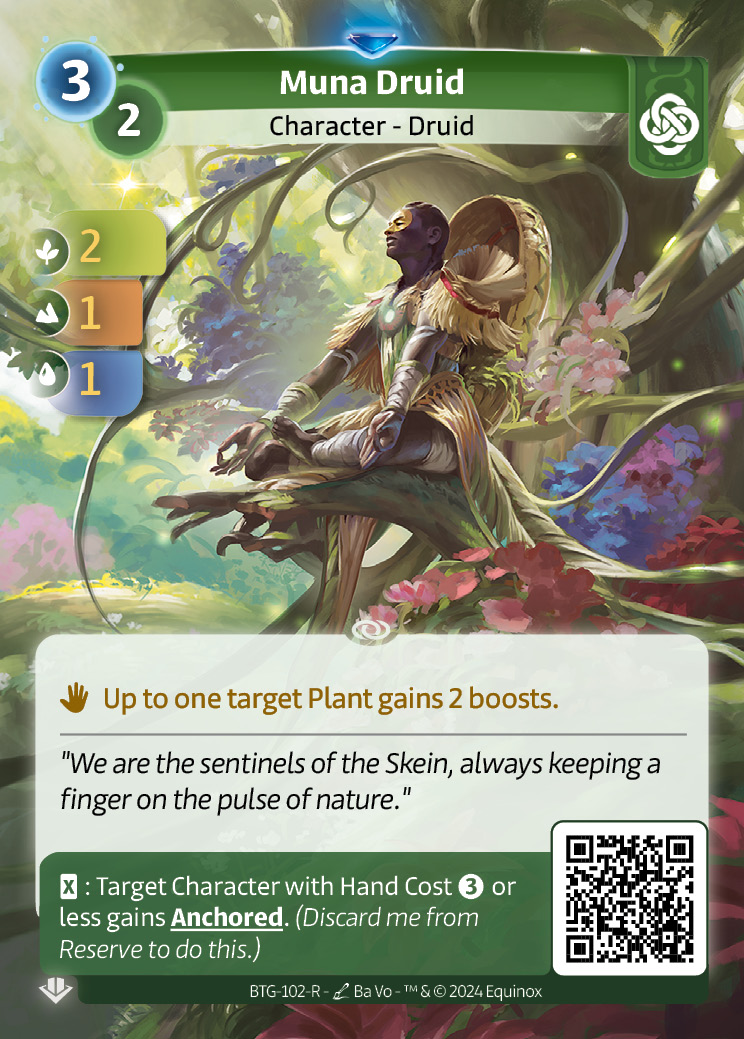 3
Muna Druid
2
Character - Druid
2
1
1
Up to one target Plant gains 2 boosts.
"We are the sentinels of the Skein, always keeping a
finger on the pulse of nature."
X : Target Character with Hand Cost 3 or
less gains Anchored. (Discard me from
Reserve to do this.)
BTG-102-R - Ba Vo - ™ & © 2024 Equinox